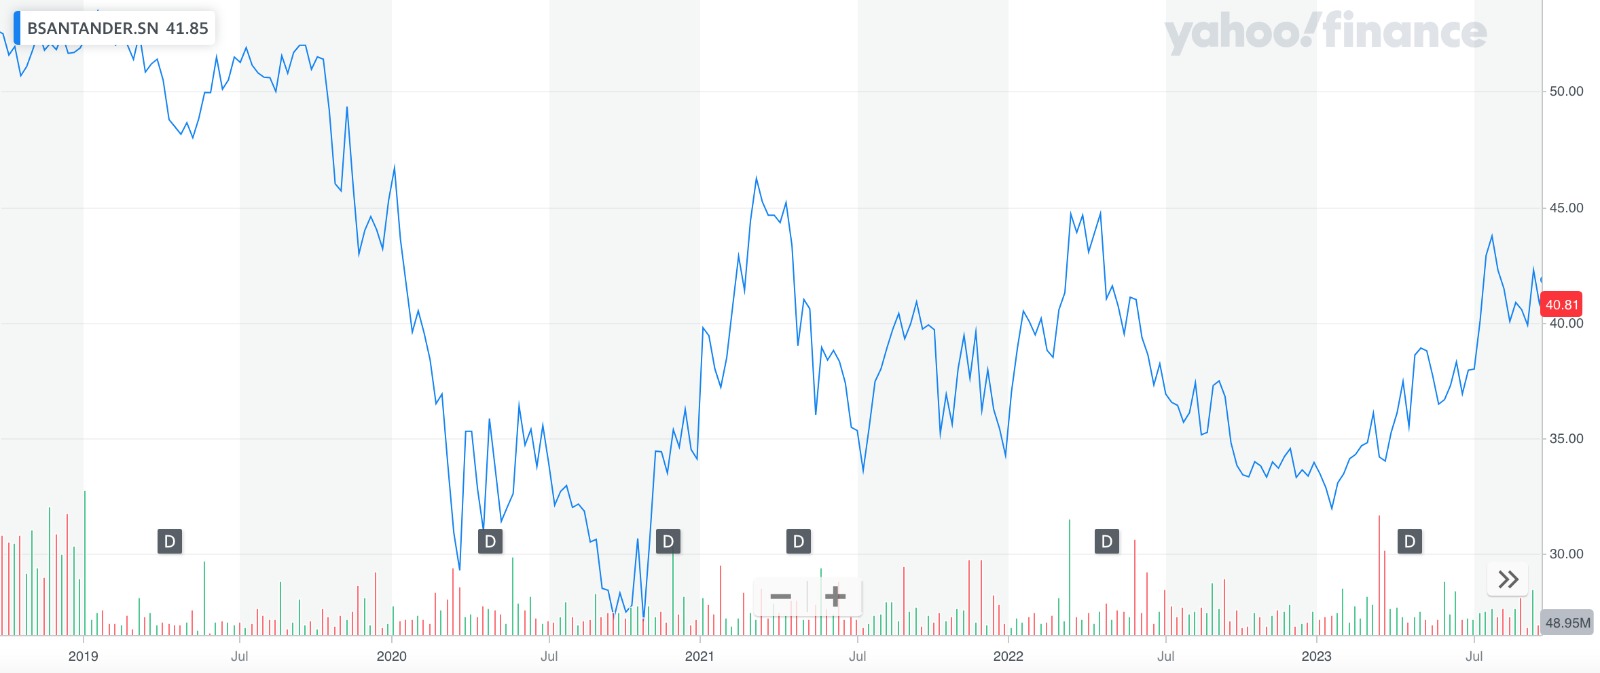 BSANTANDER.SN 41.85
yahoo!finance
50.00
45.00
40.81
40.00
35.00
D D D D D D
30.00
− +
»
48.95M
2019 Jul 2020 Jul 2021 Jul 2022 Jul 2023 Jul